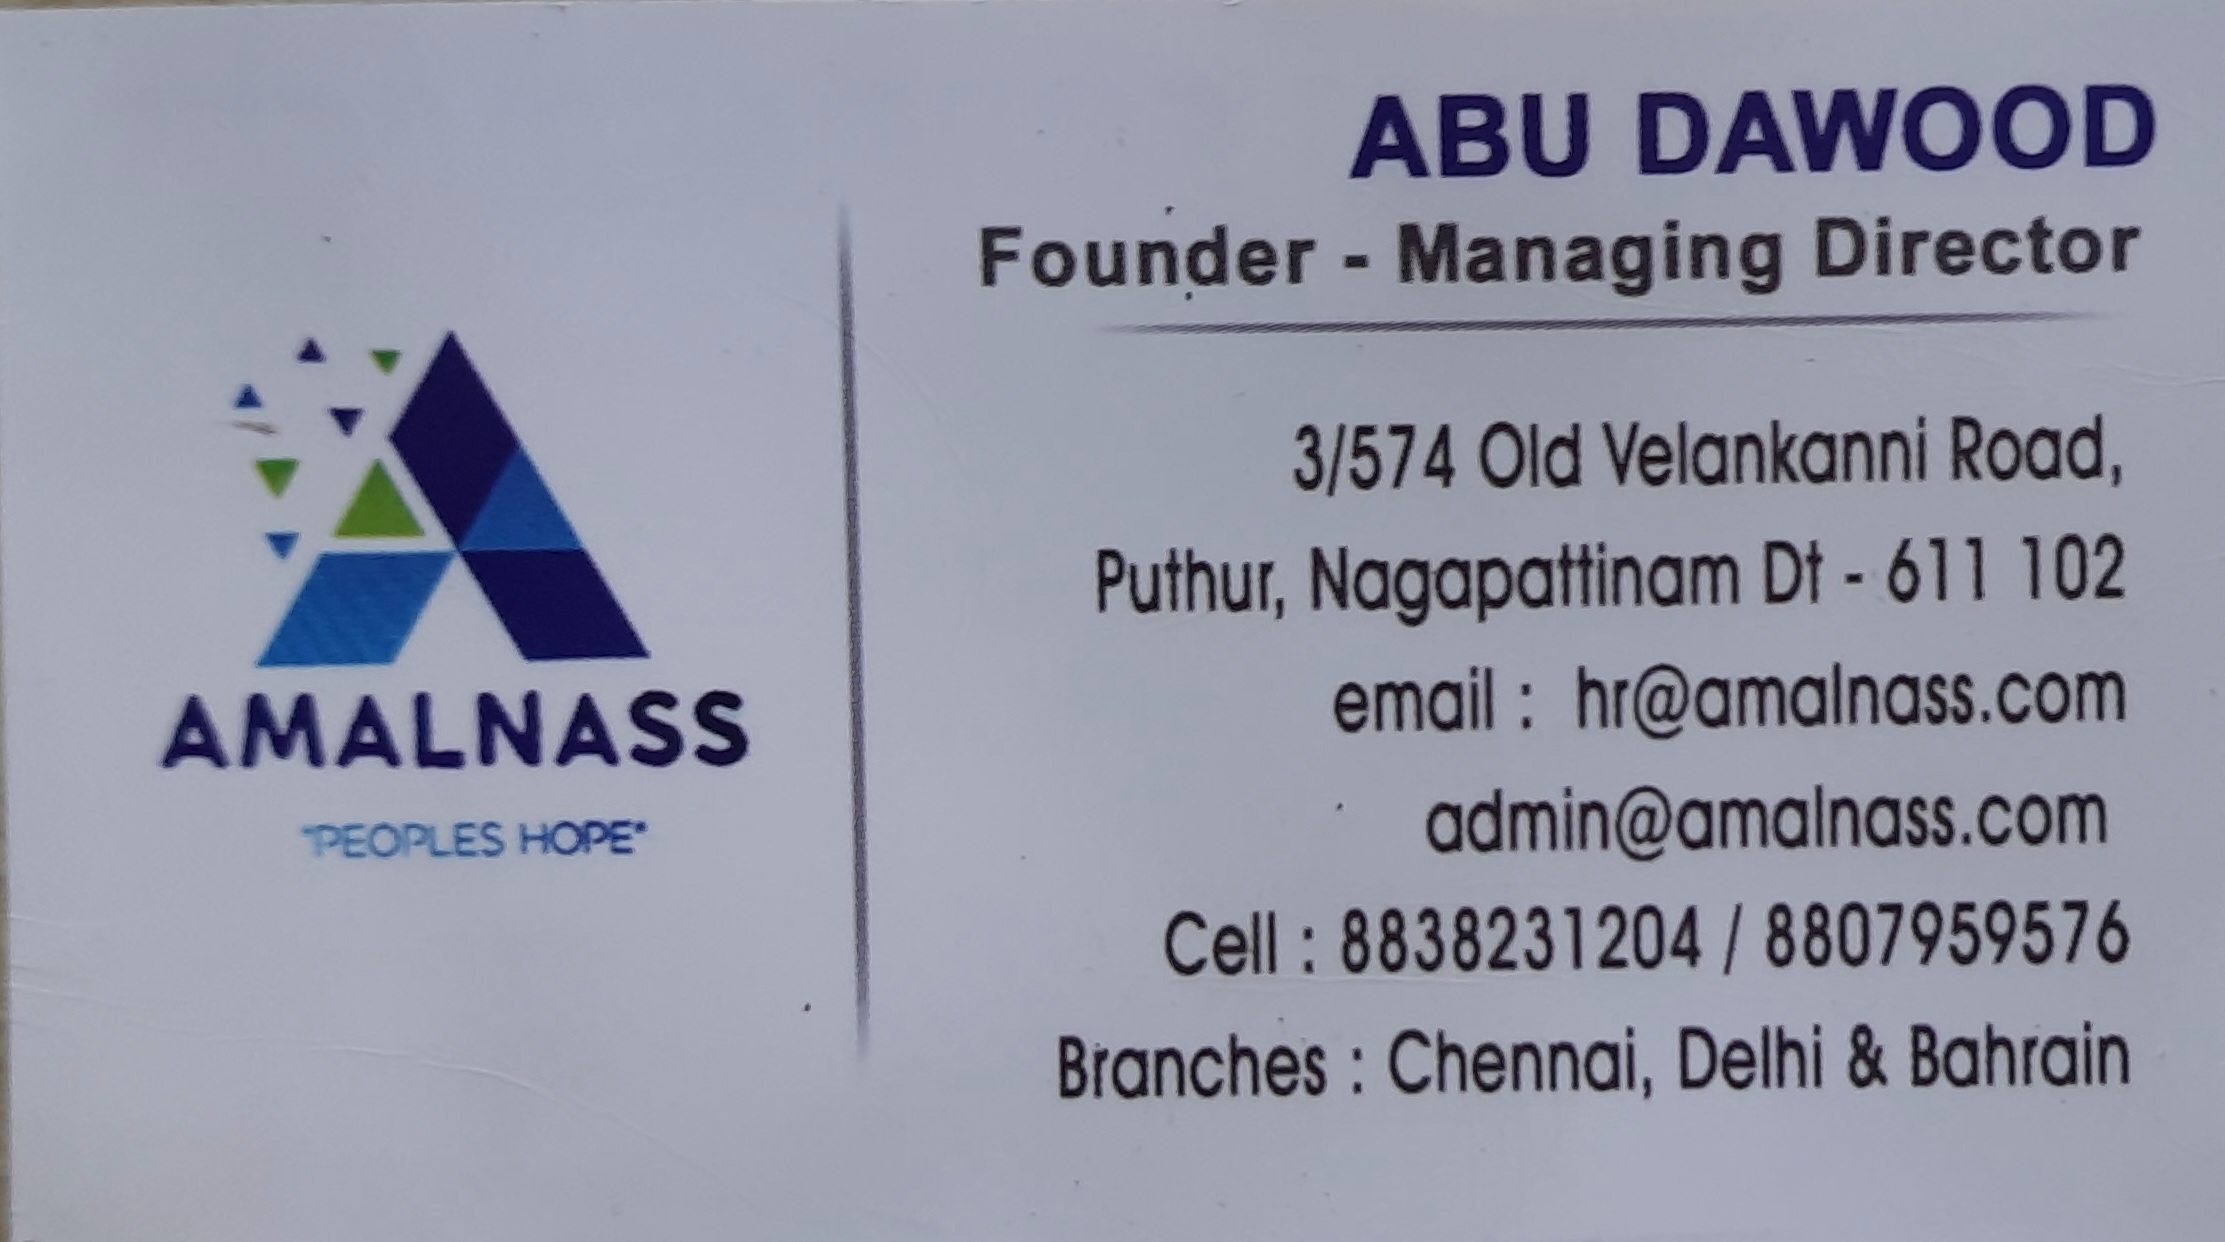 AMALNASS
"PEOPLES HOPE"
ABU DAWOOD
Founder - Managing Director
3/574 Old Velankanni Road,
Puthur, Nagapattinam Dt - 611 102
email : hr@amalnass.com
admin@amalnass.com
Cell : 8838231204 / 8807959576
Branches : Chennai, Delhi & Bahrain